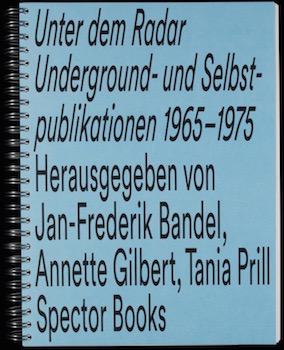 Unter dem Radar
Underground- und Selbst-
publikationen 1965–1975
Herausgegeben von
Jan-Frederik Bandel,
Annette Gilbert, Tania Prill
Spector Books